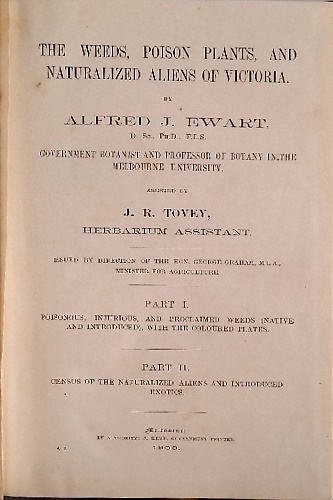 THE WEEDS, POISON PLANTS, AND
NATURALIZED ALIENS OF VICTORIA.
BY
ALFRED J. EWART,
D. Sc., Ph.D., F.L.S.
GOVERNMENT BOTANIST AND PROFESSOR OF BOTANY IN THE
MELBOURNE UNIVERSITY.
ASSISTED BY
J. R. TOVEY,
HERBARIUM ASSISTANT.
ISSUED BY DIRECTION OF THE HON. GEORGE GRAHAM, M.L.A.,
MINISTER FOR AGRICULTURE
PART I.
POISONOUS, INJURIOUS, AND PROCLAIMED WEEDS (NATIVE
AND INTRODUCED), WITH THE COLOURED PLATES.
PART II.
CENSUS OF THE NATURALIZED ALIENS AND INTRODUCED
EXOTICS.
Melbourne:
BY AUTHORITY: J. KEMP, GOVERNMENT PRINTER.